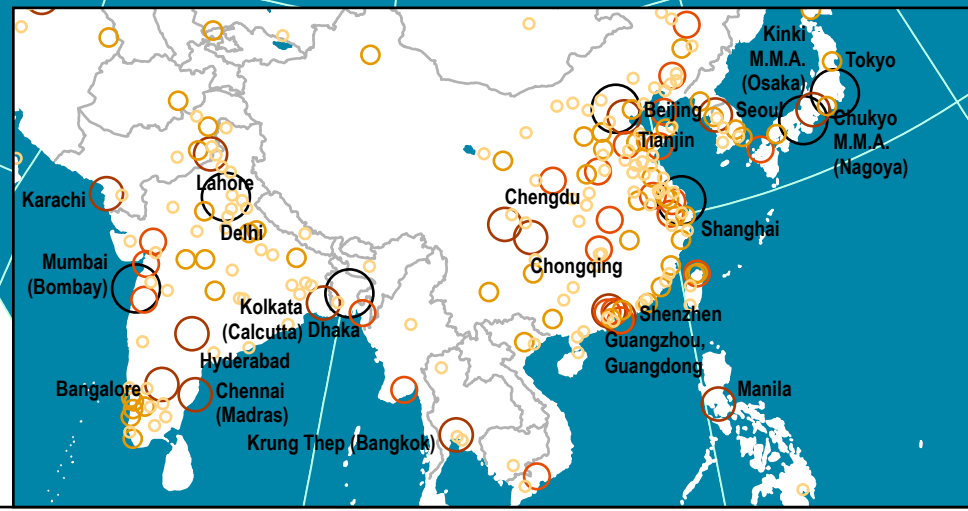 Kinki
M.M.A.
(Osaka)
Tokyo
Beijing
Seoul
Chukyo
M.M.A.
(Nagoya)
Tianjin
Lahore
Karachi
Chengdu
Delhi
Shanghai
Mumbai
(Bombay)
Chongqing
Kolkata
(Calcutta)
Dhaka
Shenzhen
Guangzhou,
Guangdong
Hyderabad
Bangalore
Chennai
(Madras)
Manila
Krung Thep (Bangkok)